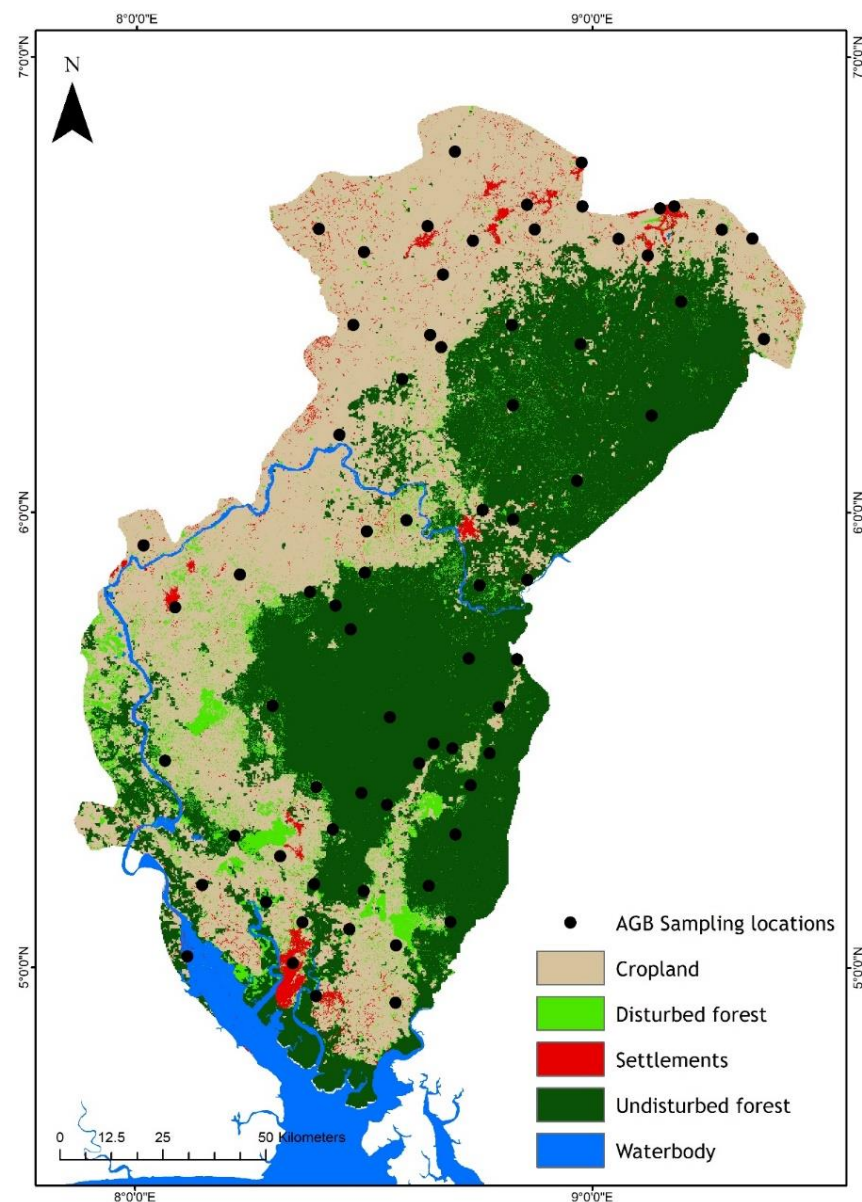 8°0'0"E 9°0'0"E
7°0'0"N 7°0'0"N
N
6°0'0"N 6°0'0"N
5°0'0"N 5°0'0"N
AGB Sampling locations
Cropland
Disturbed forest
Settlements
Undisturbed forest
Waterbody
0 12.5 25 50 Kilometers
8°0'0"E 9°0'0"E